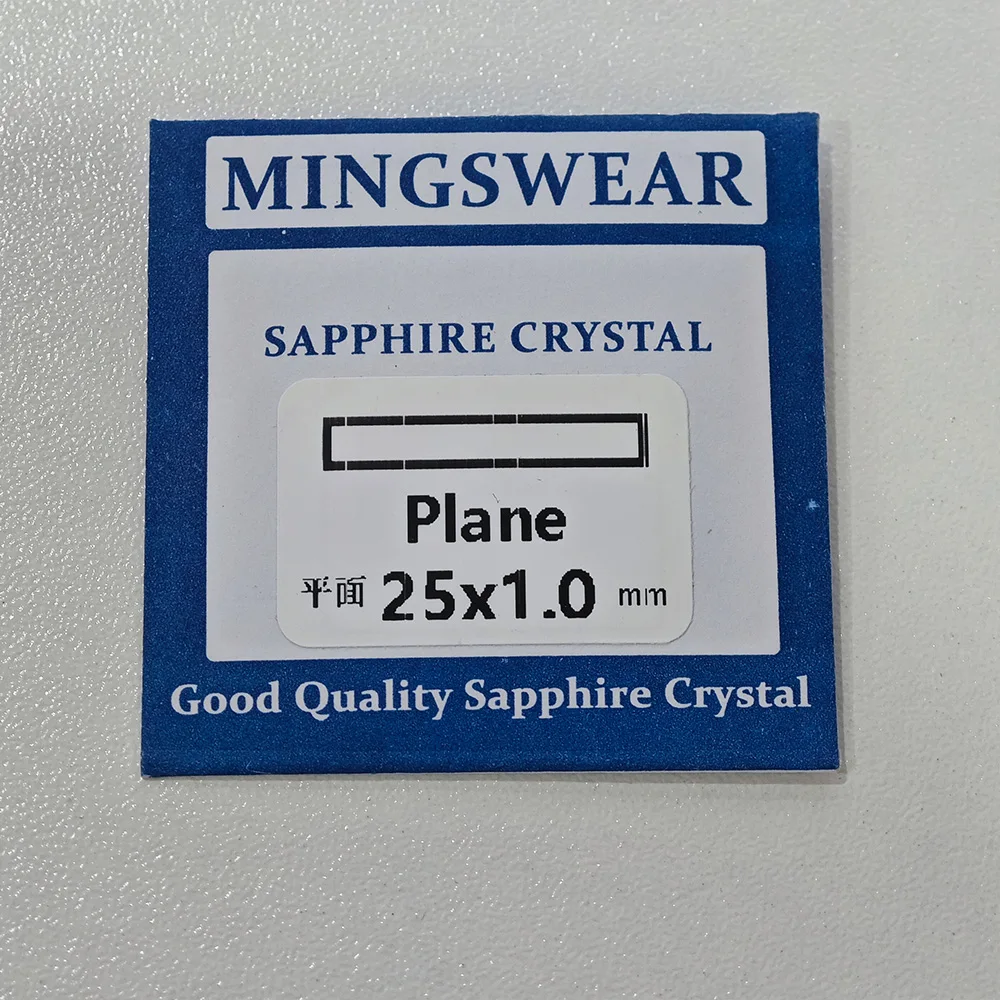 MINGSWEAR
SAPPHIRE CRYSTAL
Plane
平面 25x1.0 mm
Good Quality Sapphire Crystal